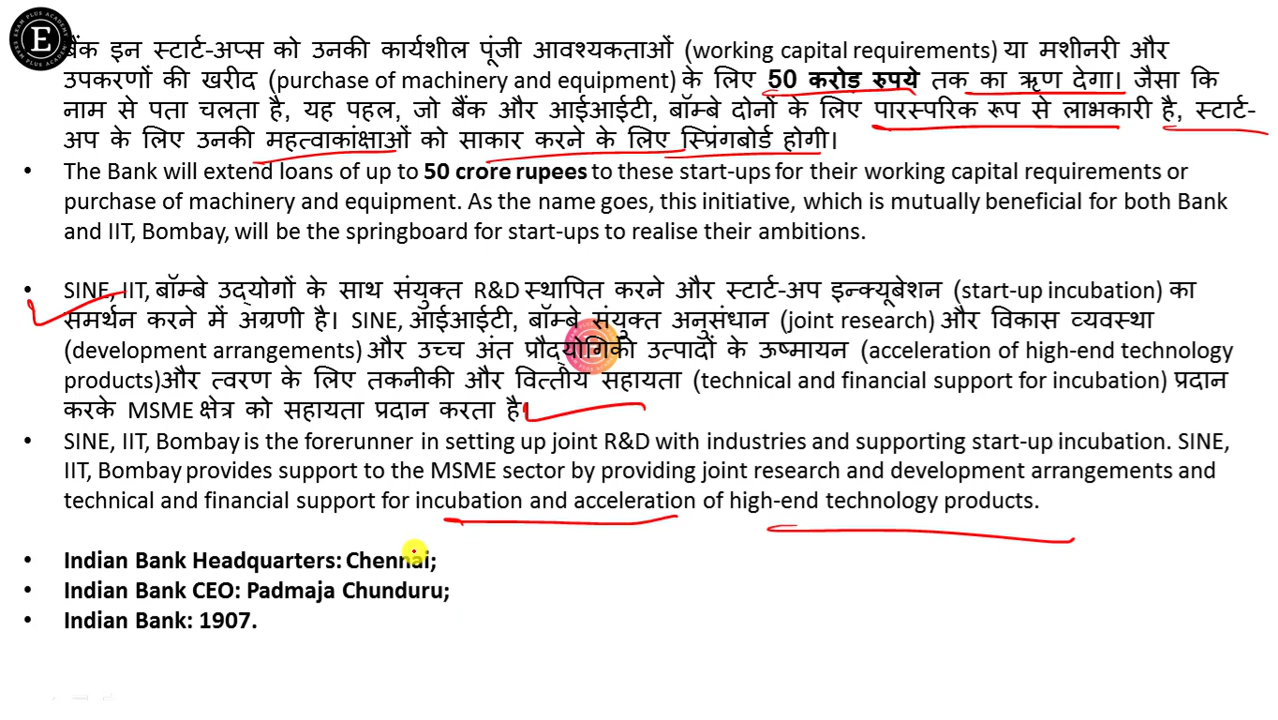 EXAM PLUS ACADEMY
E
बैंक इन स्टार्ट-अप्स को उनकी कार्यशील पूंजी आवश्यकताओं (working capital requirements) या मशीनरी और
उपकरणों की खरीद (purchase of machinery and equipment) के लिए 50 करोड़ रुपये तक का ऋण देगा। जैसा कि
नाम से पता चलता है, यह पहल, जो बैंक और आईआईटी, बॉम्बे दोनों के लिए पारस्परिक रूप से लाभकारी है, स्टार्ट-
अप के लिए उनकी महत्वाकांक्षाओं को साकार करने के लिए स्प्रिंगबोर्ड होगी।
• The Bank will extend loans of up to 50 crore rupees to these start-ups for their working capital requirements or
purchase of machinery and equipment. As the name goes, this initiative, which is mutually beneficial for both Bank
and IIT, Bombay, will be the springboard for start-ups to realise their ambitions.
• SINE, IIT, बॉम्बे उद्योगों के साथ संयुक्त R&D स्थापित करने और स्टार्ट-अप इन्क्यूबेशन (start-up incubation) का
समर्थन करने में अग्रणी है। SINE, आईआईटी, बॉम्बे संयुक्त अनुसंधान (joint research) और विकास व्यवस्था
(development arrangements) और उच्च अंत प्रौद्योगिकी उत्पादों के ऊष्मायन (acceleration of high-end technology
products)और त्वरण के लिए तकनीकी और वित्तीय सहायता (technical and financial support for incubation) प्रदान
करके MSME क्षेत्र को सहायता प्रदान करता है।
• SINE, IIT, Bombay is the forerunner in setting up joint R&D with industries and supporting start-up incubation. SINE,
IIT, Bombay provides support to the MSME sector by providing joint research and development arrangements and
technical and financial support for incubation and acceleration of high-end technology products.
• Indian Bank Headquarters: Chennai;
• Indian Bank CEO: Padmaja Chunduru;
• Indian Bank: 1907.